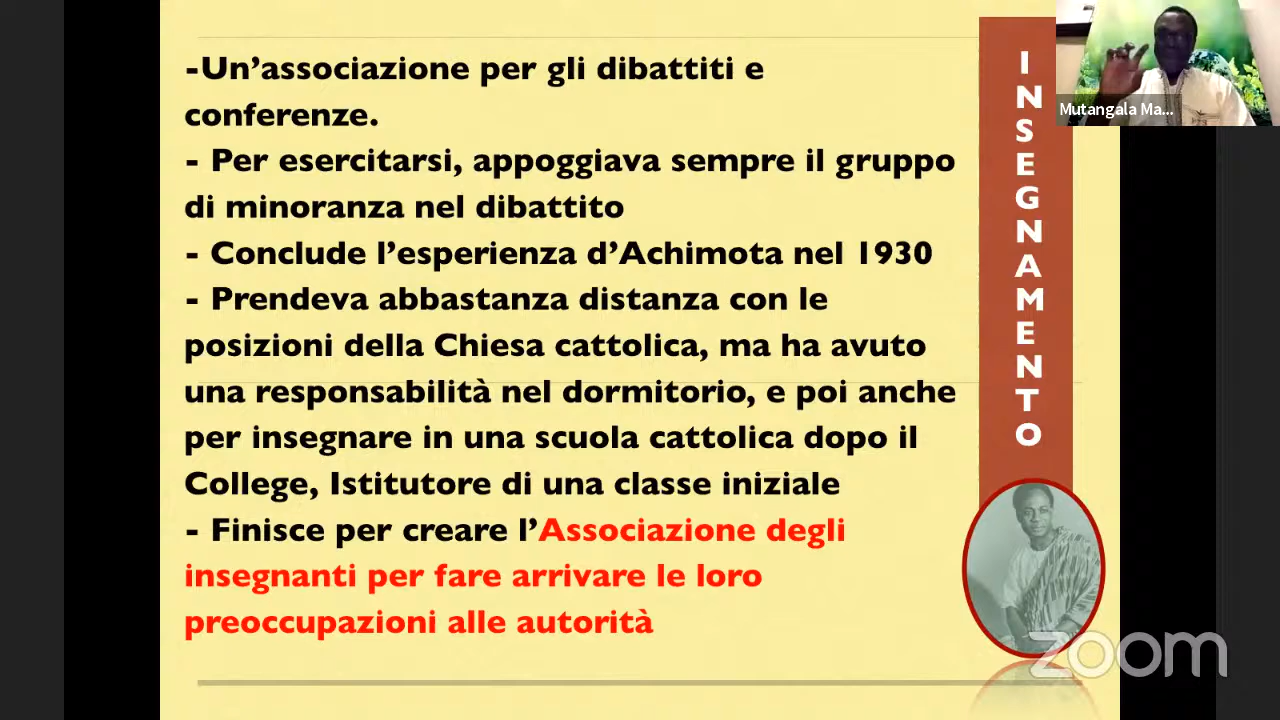 -Un’associazione per gli dibattiti e
conferenze.
- Per esercitarsi, appoggiava sempre il gruppo
di minoranza nel dibattito
- Conclude l’esperienza d’Achimota nel 1930
- Prendeva abbastanza distanza con le
posizioni della Chiesa cattolica, ma ha avuto
una responsabilità nel dormitorio, e poi anche
per insegnare in una scuola cattolica dopo il
College, Istitutore di una classe iniziale
- Finisce per creare l’Associazione degli
insegnanti per fare arrivare le loro
preoccupazioni alle autorità
INSEGNAMENTO
Mutangala Ma...
zoom